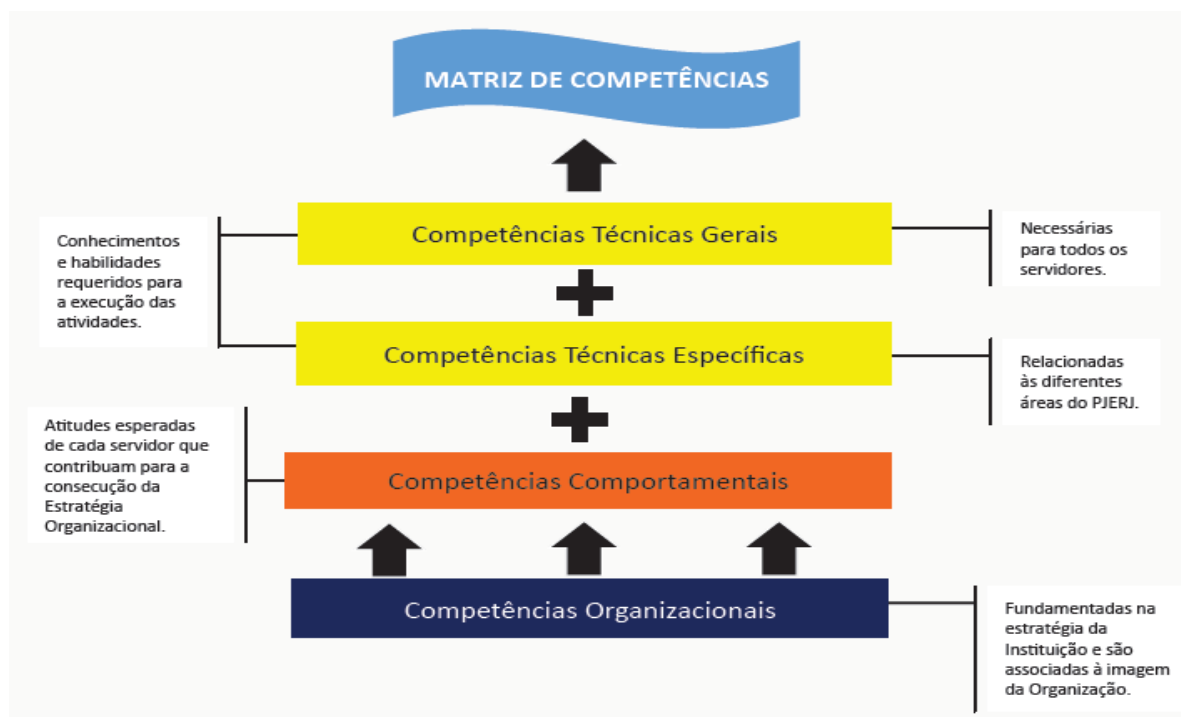 MATRIZ DE COMPETÊNCIAS
Competências Técnicas Gerais
Conhecimentos
e habilidades
requeridos para
a execução das
atividades.
Necessárias
para todos os
servidores.
Competências Técnicas Específicas
Relacionadas
às diferentes
áreas do PJERJ.
Atitudes esperadas
de cada servidor que
contribuam para a
consecução da
Estratégia
Organizacional.
Competências Comportamentais
Competências Organizacionais
Fundamentadas na
estratégia da
Instituição e são
associadas à imagem
da Organização.